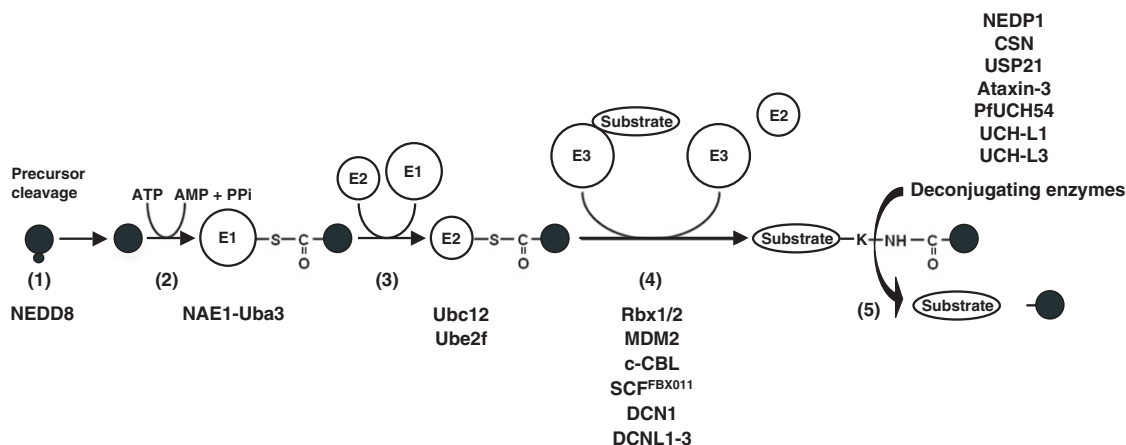 NEDP1
CSN
USP21
Ataxin-3
PfUCH54
UCH-L1
UCH-L3
Deconjugating enzymes
Substrate
E3
E3
E2
Precursor
cleavage
ATP
AMP + PPi
E2
E1
E1
S
C
O
E2
S
C
O
Substrate
K
NH
C
O
(1)
(2)
(3)
(4)
(5)
Substrate
NEDD8
NAE1-Uba3
Ubc12
Ube2f
Rbx1/2
MDM2
c-CBL
SCFFBX011
DCN1
DCNL1-3